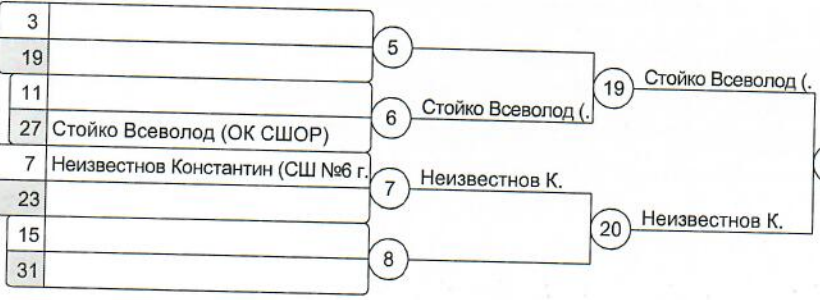 3
19
5
11
27 Стойко Всеволод (ОК СШОР)
6
Стойко Всеволод (.
19
Стойко Всеволод (.
7 Неизвестнов Константин (СШ №6 г.
23
7
Неизвестнов К.
15
31
8
20
Неизвестнов К.